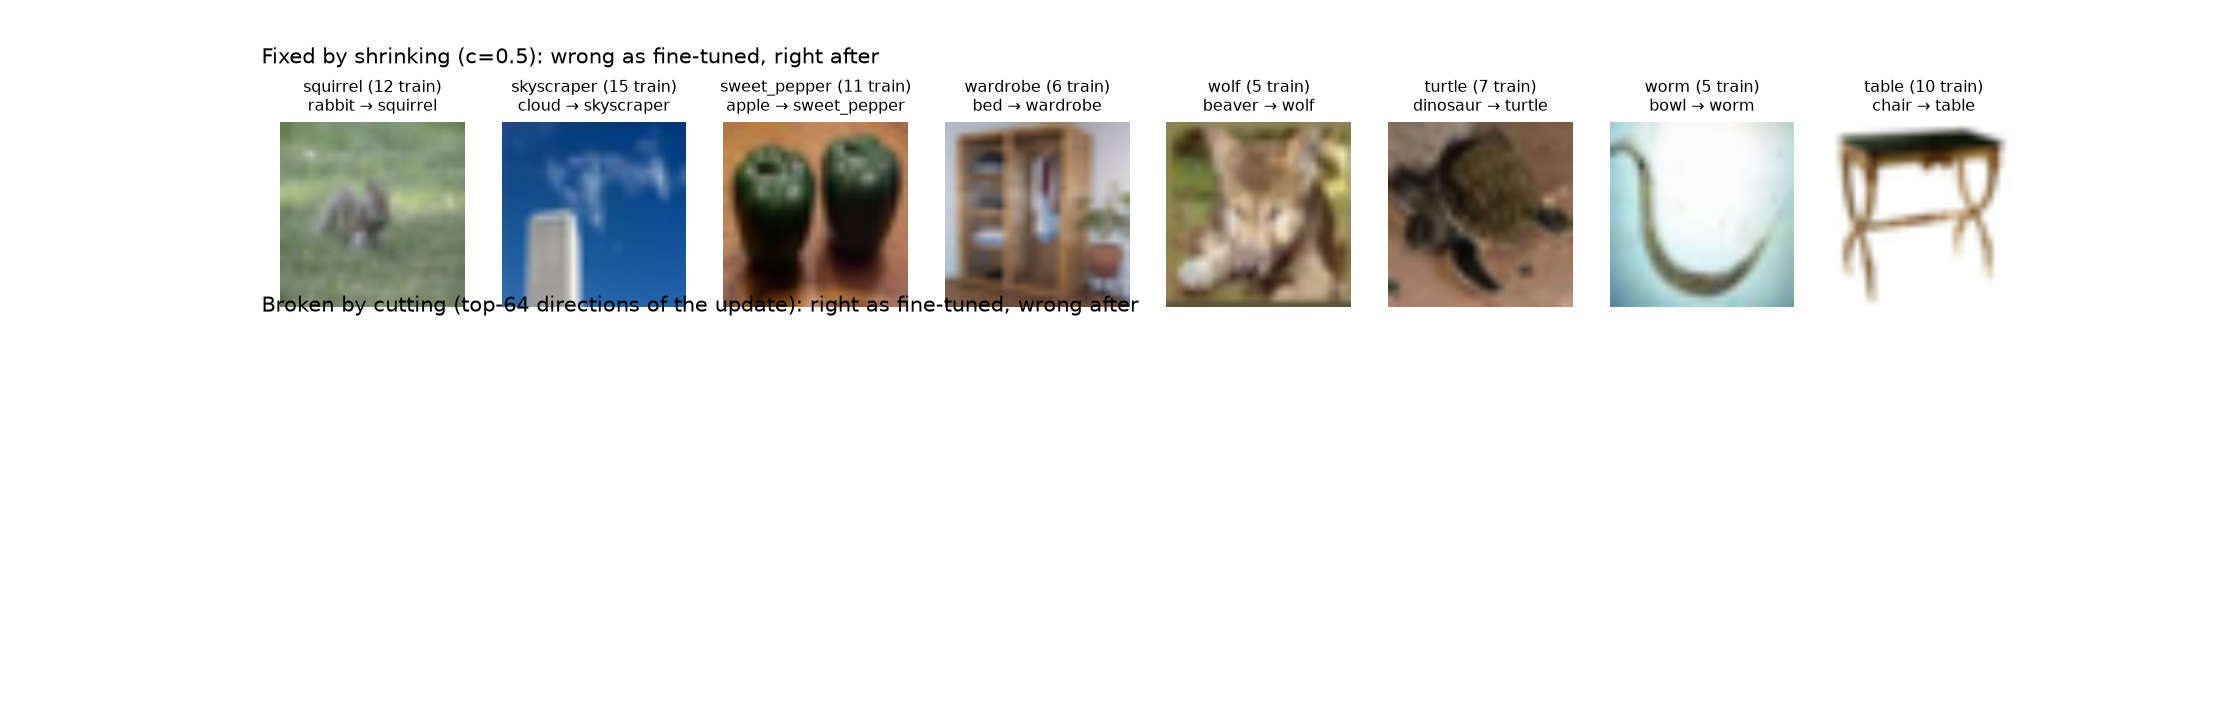 Fixed by shrinking (c=0.5): wrong as fine-tuned, right after
squirrel (12 train)
rabbit → squirrel
skyscraper (15 train)
cloud → skyscraper
sweet_pepper (11 train)
apple → sweet_pepper
wardrobe (6 train)
bed → wardrobe
wolf (5 train)
beaver → wolf
turtle (7 train)
dinosaur → turtle
worm (5 train)
bowl → worm
table (10 train)
chair → table
Broken by cutting (top-64 directions of the update): right as fine-tuned, wrong after